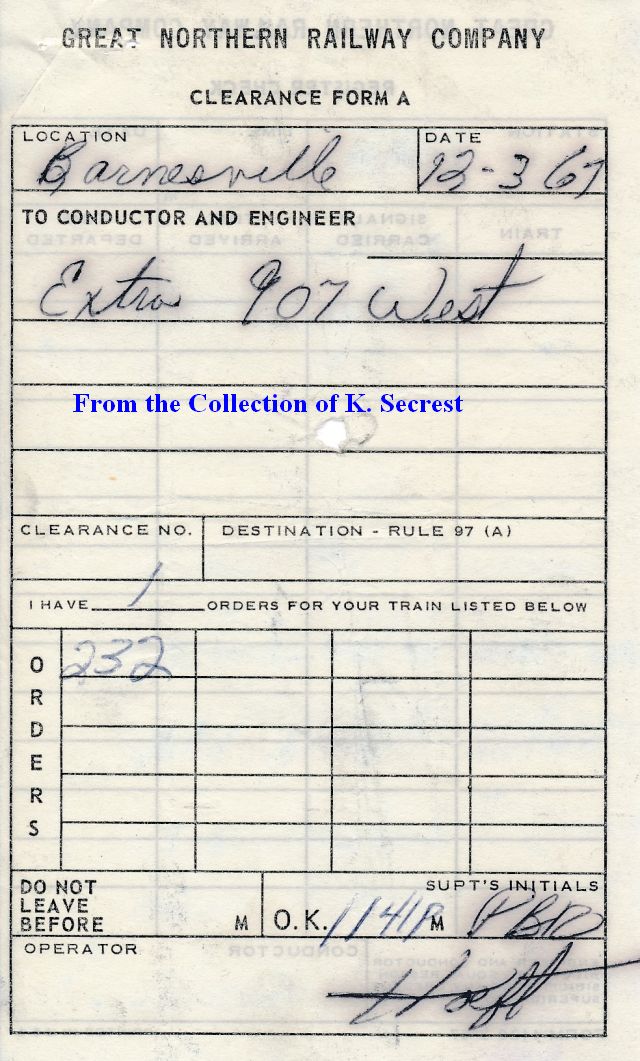 GREAT NORTHERN RAILWAY COMPANY
CLEARANCE FORM A
LOCATION
Barnesville
DATE
12-3 67
TO CONDUCTOR AND ENGINEER
Extra 907 West
From the Collection of K. Secrest
CLEARANCE NO.
DESTINATION - RULE 97 (A)
I HAVE 1 ORDERS FOR YOUR TRAIN LISTED BELOW
ORDERS
232
DO NOT
LEAVE
BEFORE M
O.K. 1141P M
SUPT'S INITIALS
PBD
OPERATOR